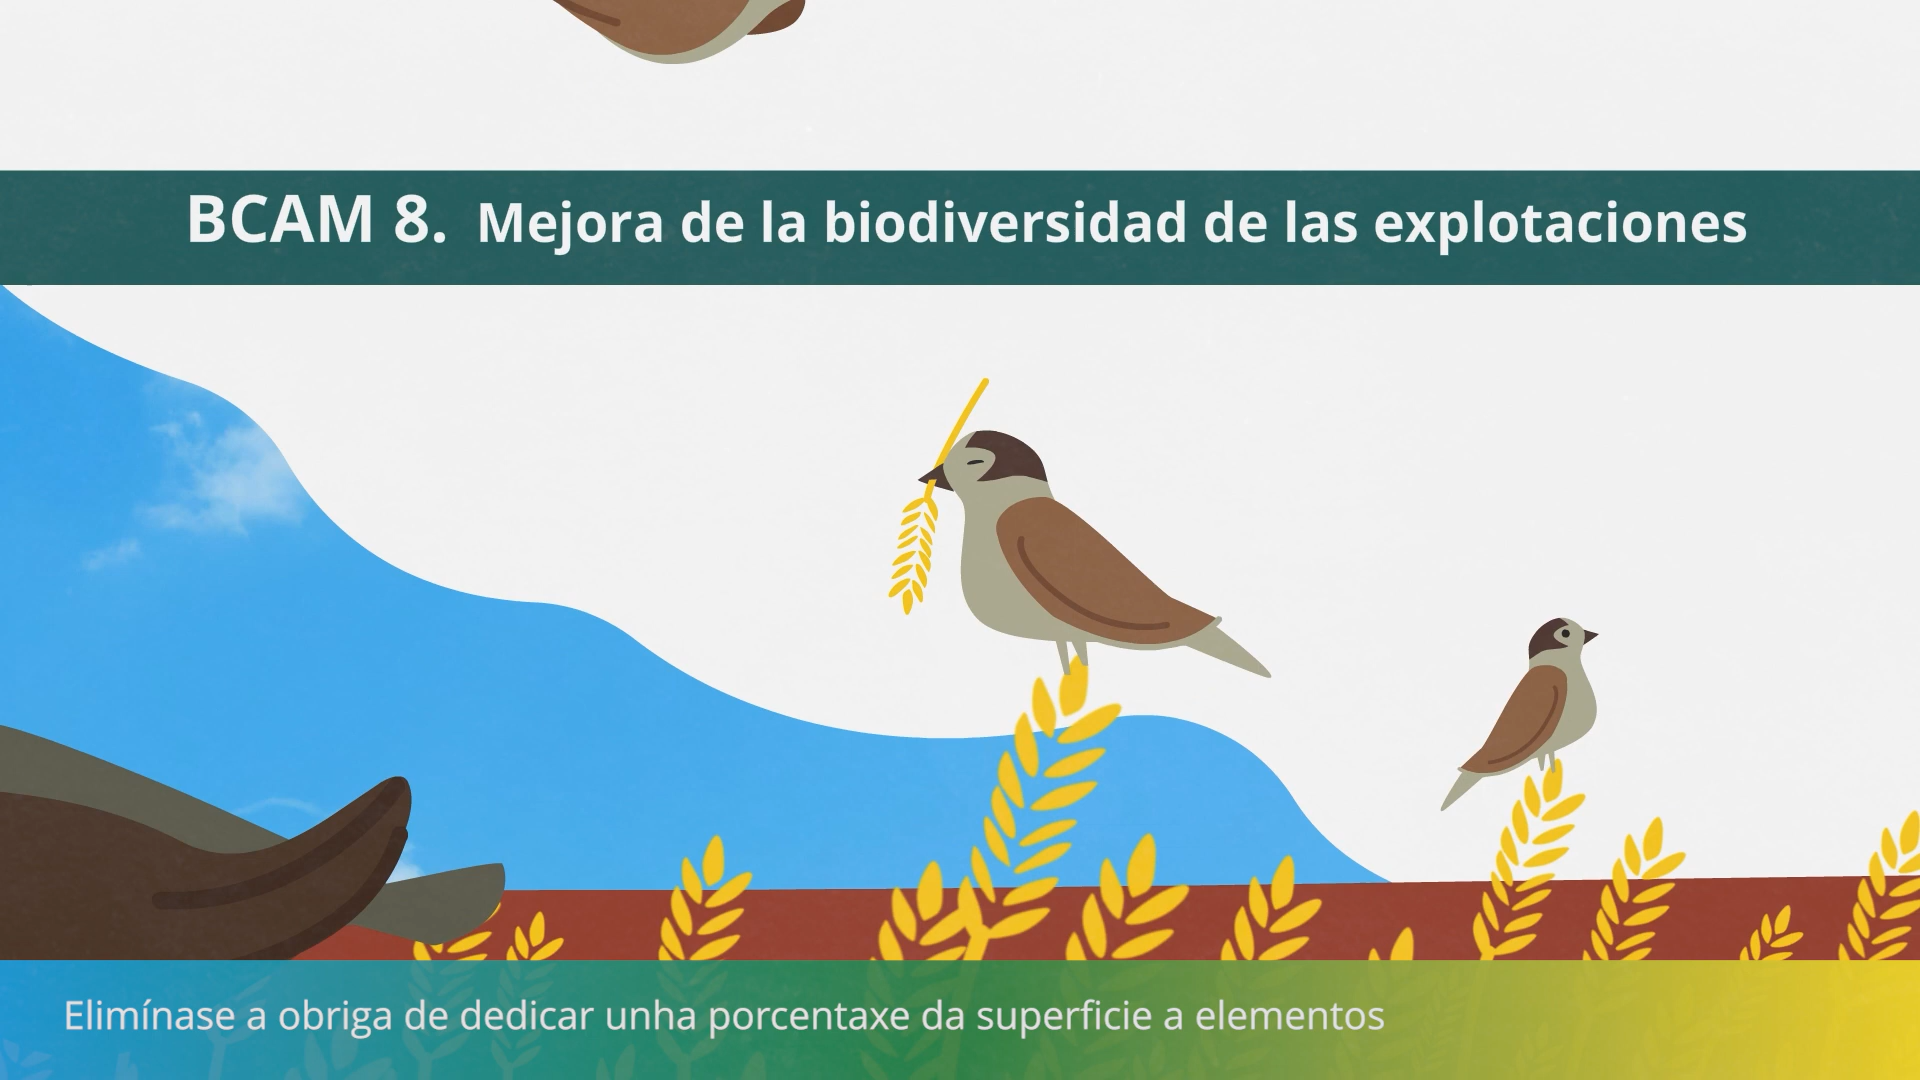 BCAM 8. Mejora de la biodiversidad de las explotaciones
Elimínase a obriga de dedicar unha porcentaxe da superficie a elementos